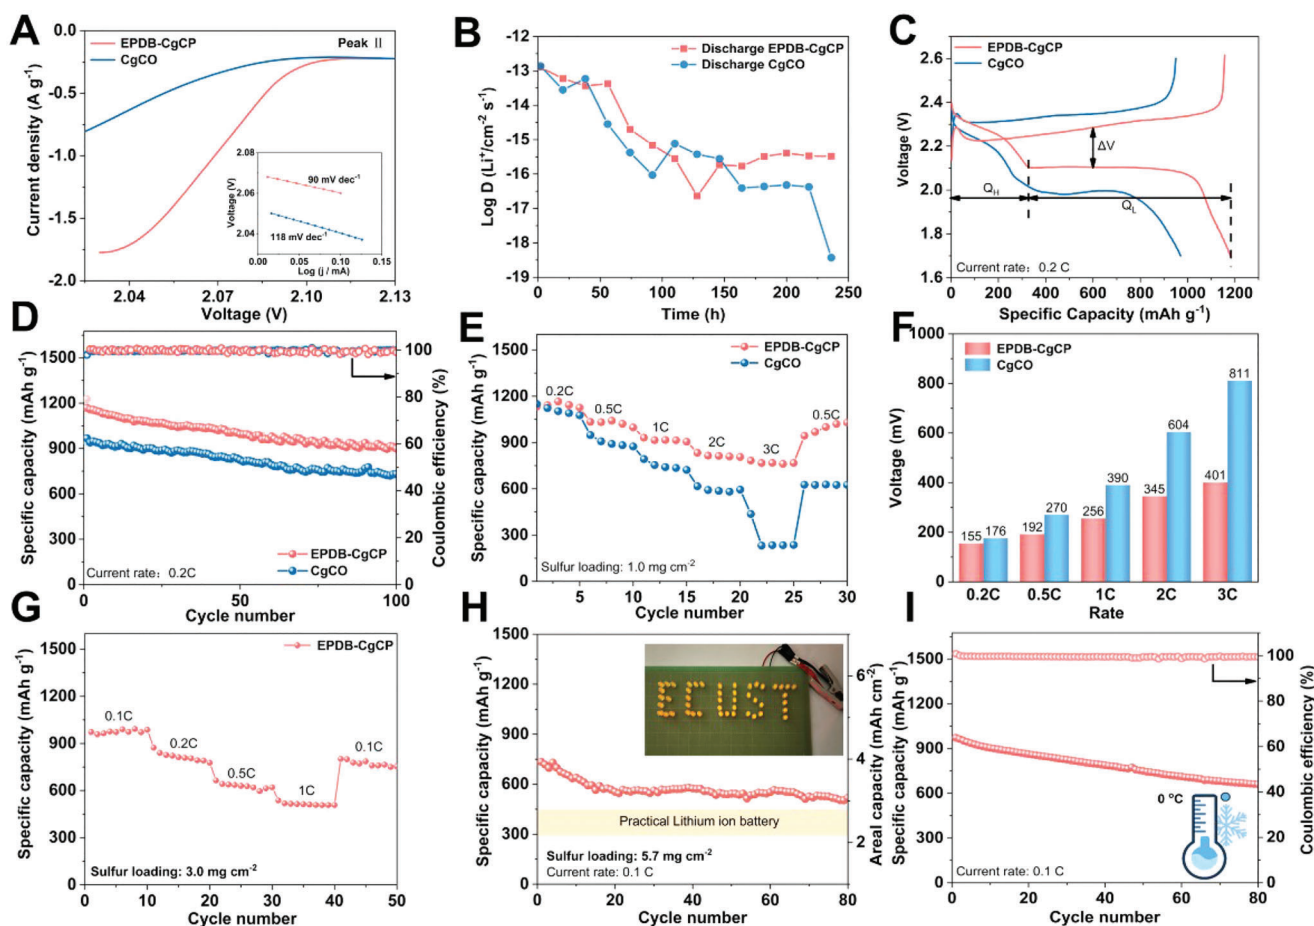 A
EPDB-CgCP
CgCO
Peak II
0.0
-0.5
-1.0
-1.5
-2.0
Current density (A g⁻¹)
2.04
2.07
2.10
2.13
Voltage (V)
2.08
2.06
2.04
Voltage (V)
90 mV dec⁻¹
118 mV dec⁻¹
0.00
0.05
0.10
0.15
Log (j / mA)
B
Discharge EPDB-CgCP
Discharge CgCO
-12
-13
-14
-15
-16
-17
-18
-19
Log D (Li⁺/cm⁻² s⁻¹)
0
50
100
150
200
250
Time (h)
C
EPDB-CgCP
CgCO
2.8
2.4
2.0
1.6
Voltage (V)
ΔV
Q_H
Q_L
Current rate: 0.2 C
0
200
400
600
800
1000
1200
Specific Capacity (mAh g⁻¹)
D
1500
1200
900
600
300
0
Specific capacity (mAh g⁻¹)
100
80
60
40
20
0
Coulombic efficiency (%)
EPDB-CgCP
CgCO
Current rate: 0.2C
0
50
100
Cycle number
E
EPDB-CgCP
CgCO
1500
1200
900
600
300
0
Specific capacity (mAh g⁻¹)
0.2C
0.5C
1C
2C
3C
0.5C
Sulfur loading: 1.0 mg cm⁻²
5
10
15
20
25
30
Cycle number
F
EPDB-CgCP
CgCO
1000
800
600
400
200
0
Voltage (mV)
155
176
192
270
256
390
345
604
401
811
0.2C
0.5C
1C
2C
3C
Rate
G
EPDB-CgCP
1500
1200
900
600
300
0
Specific capacity (mAh g⁻¹)
0.1C
0.2C
0.5C
1C
0.1C
Sulfur loading: 3.0 mg cm⁻²
0
10
20
30
40
50
Cycle number
H
1500
1200
900
600
300
0
Specific capacity (mAh g⁻¹)
ECUST
6
4
2
Areal capacity (mAh cm⁻²)
Practical Lithium ion battery
Sulfur loading: 5.7 mg cm⁻²
Current rate: 0.1 C
0
20
40
60
80
Cycle number
I
1500
1200
900
600
300
0
Specific capacity (mAh g⁻¹)
100
80
60
40
20
0
Coulombic efficiency (%)
0 °C
Current rate: 0.1 C
0
20
40
60
80
Cycle number